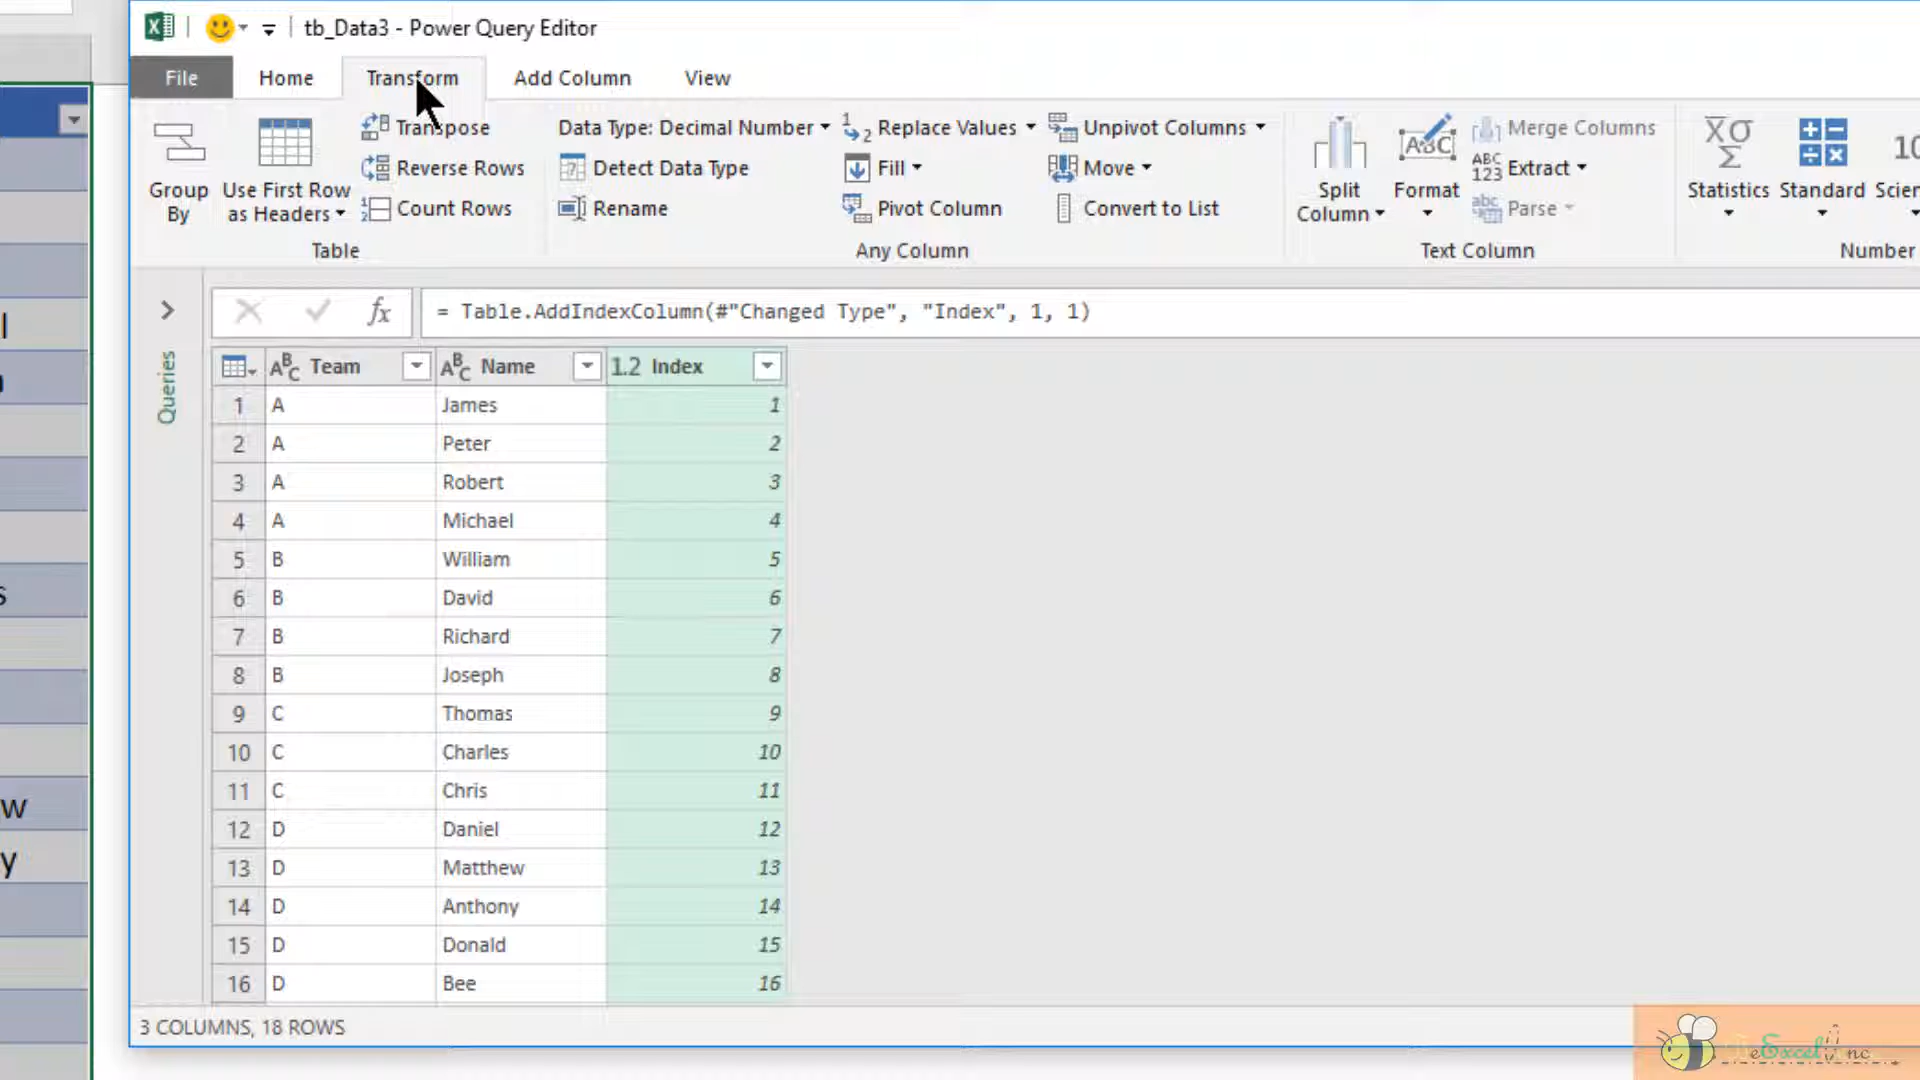 tb_Data3 - Power Query Editor
File Home Transform Add Column View
Group By
Use First Row as Headers
Transpose
Reverse Rows
Count Rows
Table
Data Type: Decimal Number
Detect Data Type
Rename
Replace Values
Fill
Pivot Column
Unpivot Columns
Move
Convert to List
Any Column
Split Column
Format
Merge Columns
Extract
Parse
Text Column
Statistics
Standard
Scien
Number
fx = Table.AddIndexColumn(#"Changed Type", "Index", 1, 1)
Queries
ABC Team ABC Name 1.2 Index
1 A James 1
2 A Peter 2
3 A Robert 3
4 A Michael 4
5 B William 5
6 B David 6
7 B Richard 7
8 B Joseph 8
9 C Thomas 9
10 C Charles 10
11 C Chris 11
12 D Daniel 12
13 D Matthew 13
14 D Anthony 14
15 D Donald 15
16 D Bee 16
3 COLUMNS, 18 ROWS
l
s
w
y